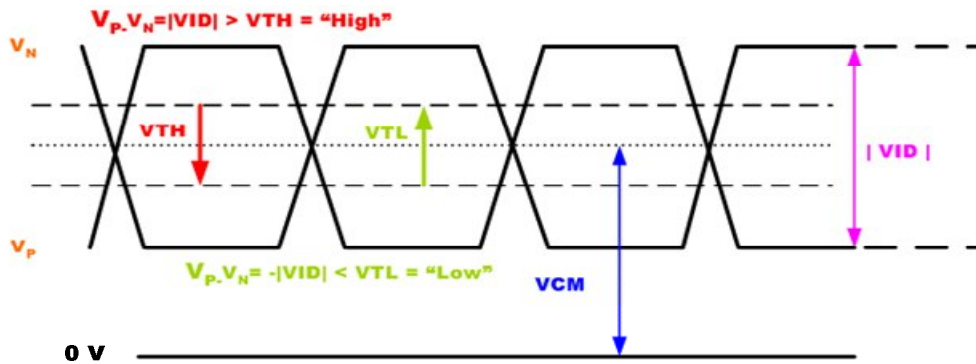 VP-VN=|VID| > VTH = “High”
VN
VTH
VTL
| VID |
VP
VP-VN= -|VID| < VTL = “Low”
VCM
0 V